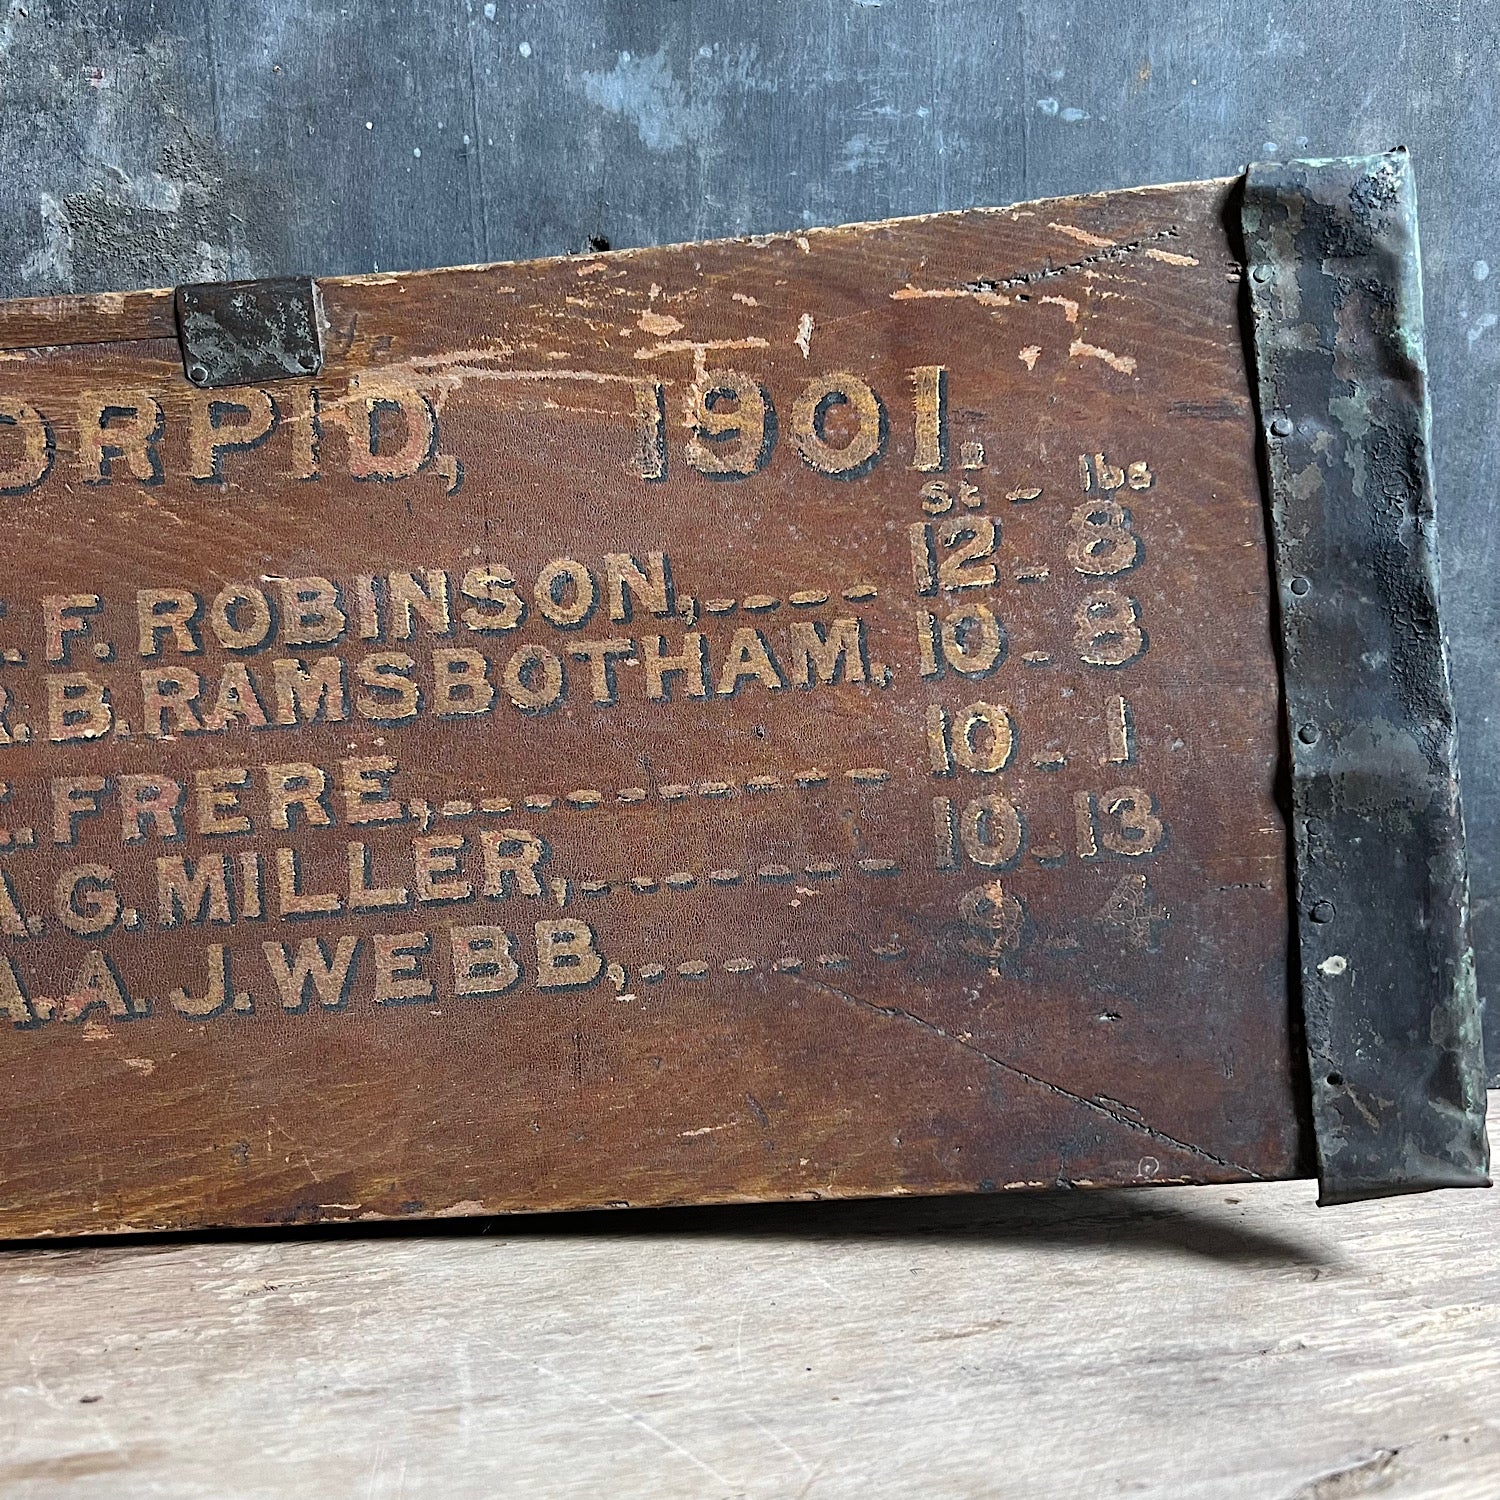 ORPID, 1901.
St - lbs
F. ROBINSON, - - - - 12 - 8
R.B. RAMSBOTHAM, 10 - 8
FRERE, - - - - - - - - - - 10 - 1
A.G. MILLER, - - - - - - - 10 - 13
A.A. J. WEBB, - - - - - - 9 - 4